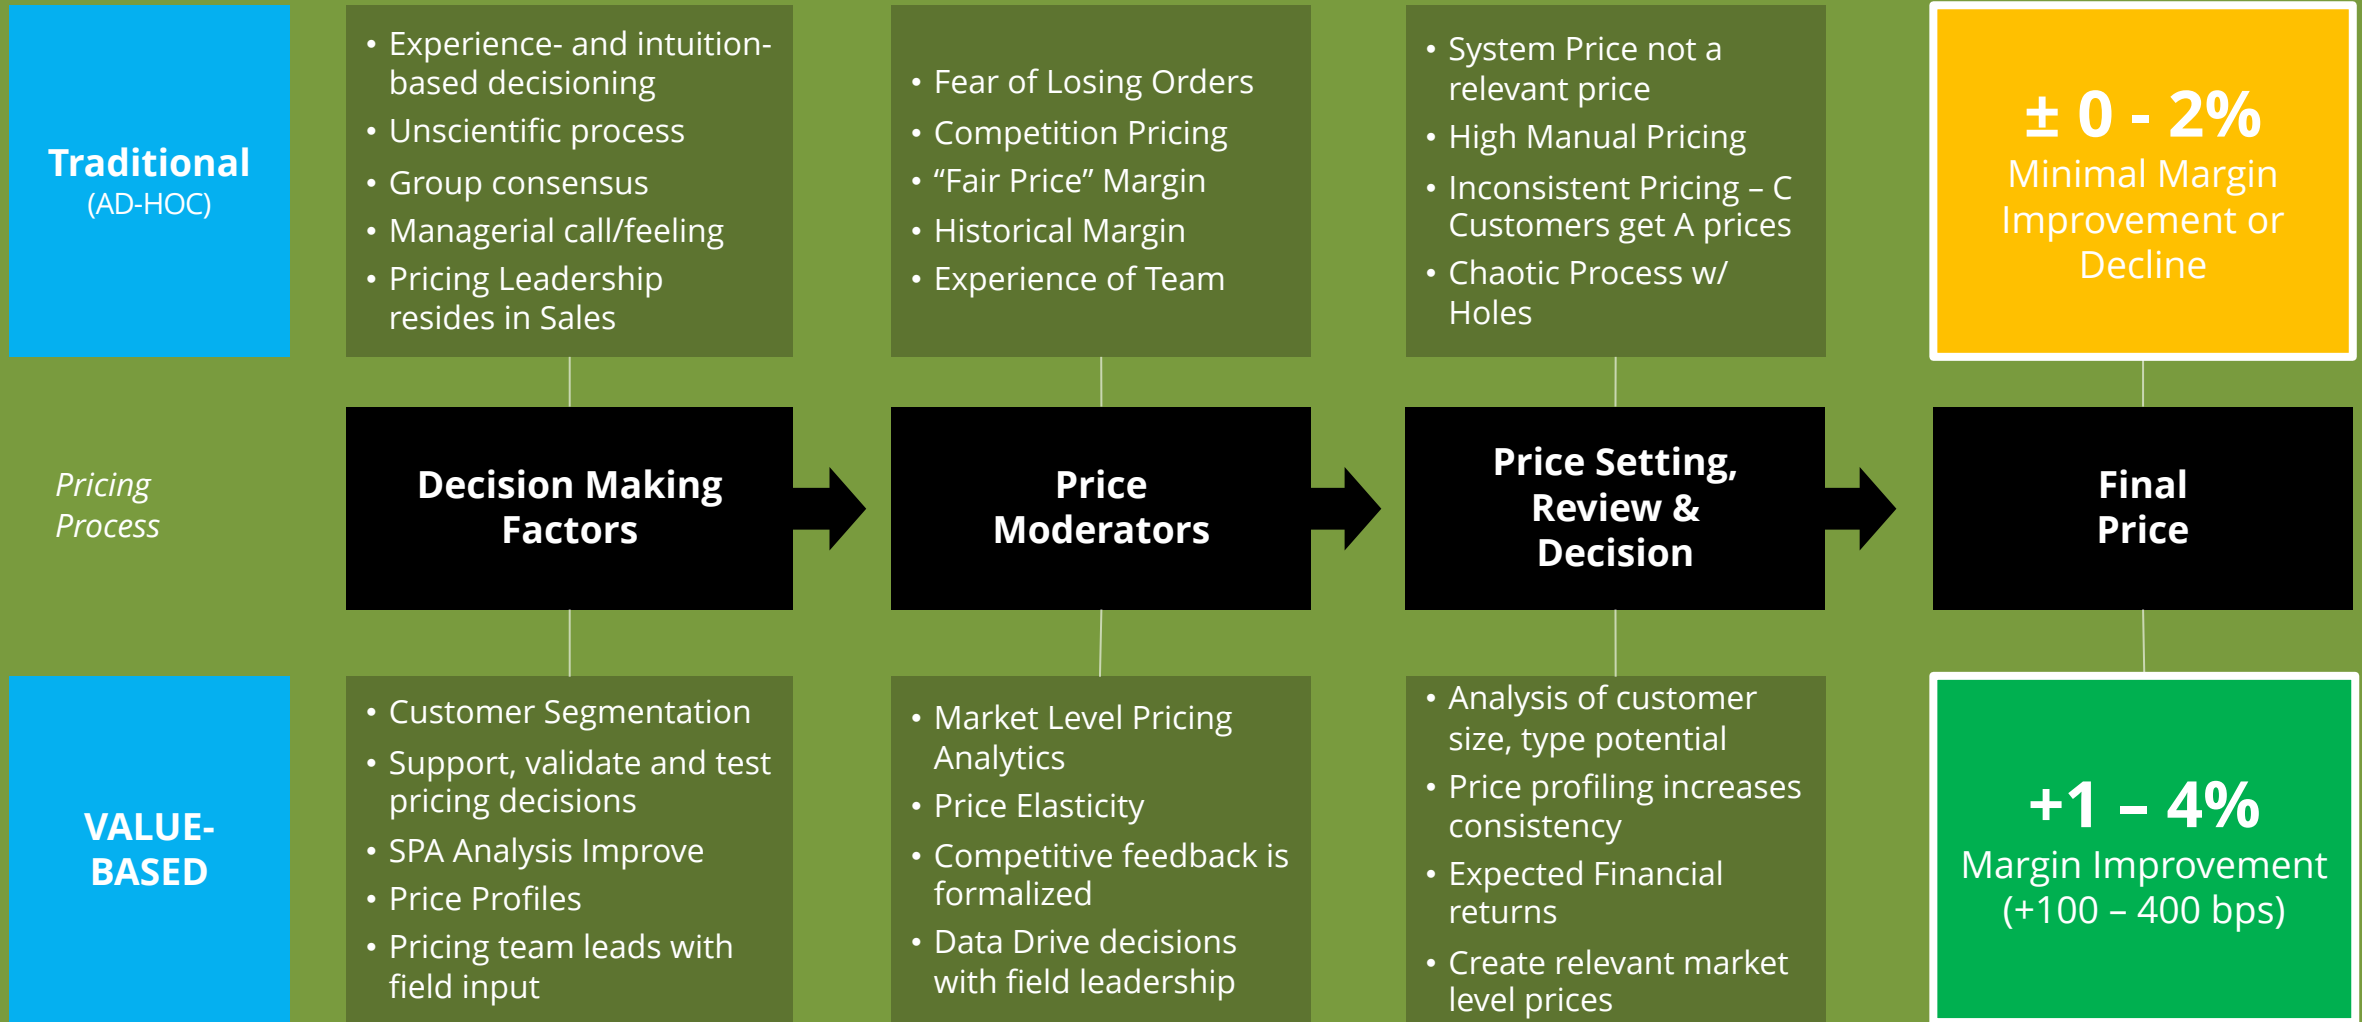 Traditional
(AD-HOC)
• Experience- and intuition-
based decisioning
• Unscientific process
• Group consensus
• Managerial call/feeling
• Pricing Leadership
resides in Sales
• Fear of Losing Orders
• Competition Pricing
• “Fair Price” Margin
• Historical Margin
• Experience of Team
• System Price not a
relevant price
• High Manual Pricing
• Inconsistent Pricing – C
Customers get A prices
• Chaotic Process w/
Holes
± 0 - 2%
Minimal Margin
Improvement or
Decline
Pricing
Process
Decision Making
Factors
Price
Moderators
Price Setting,
Review &
Decision
Final
Price
VALUE-
BASED
• Customer Segmentation
• Support, validate and test
pricing decisions
• SPA Analysis Improve
• Price Profiles
• Pricing team leads with
field input
• Market Level Pricing
Analytics
• Price Elasticity
• Competitive feedback is
formalized
• Data Drive decisions
with field leadership
• Analysis of customer
size, type potential
• Price profiling increases
consistency
• Expected Financial
returns
• Create relevant market
level prices
+1 – 4%
Margin Improvement
(+100 – 400 bps)